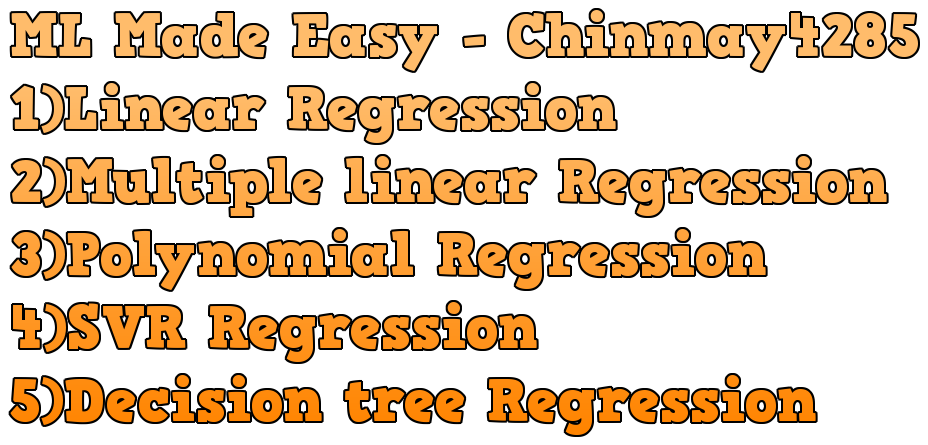 ML Made Easy - Chinmay4285
1)Linear Regression
2)Multiple linear Regression
3)Polynomial Regression
4)SVR Regression
5)Decision tree Regression